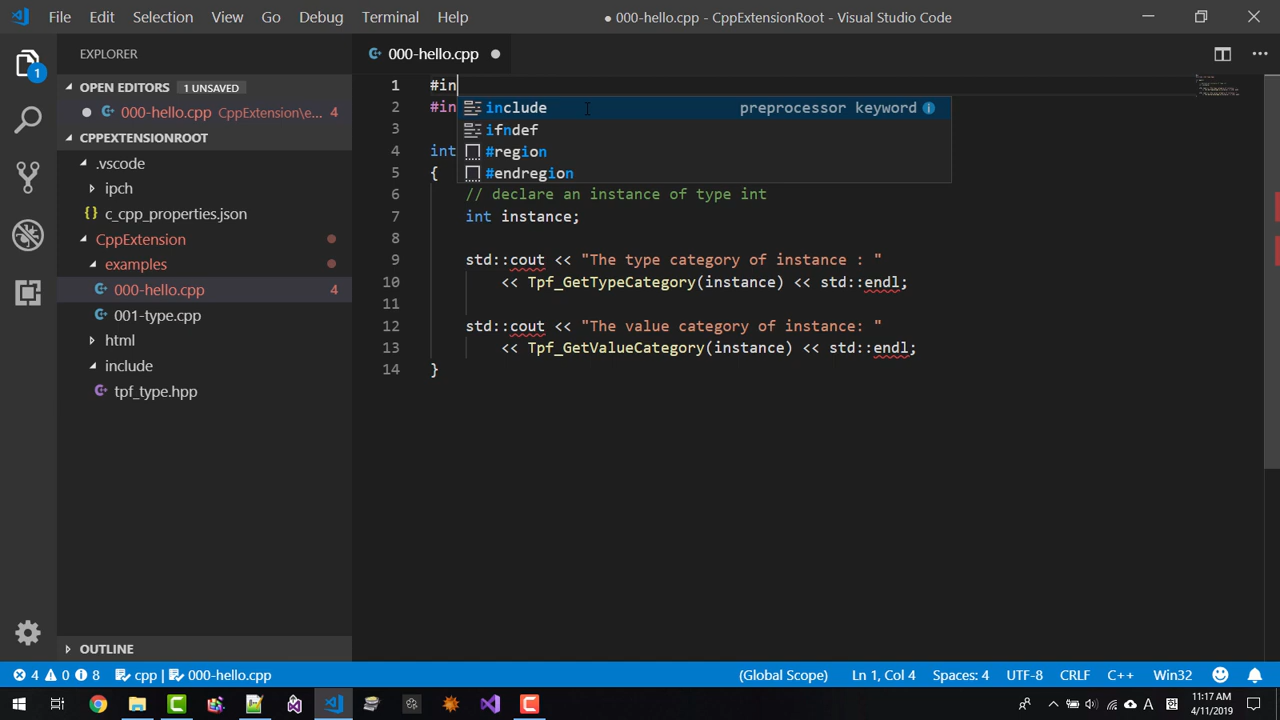 File Edit Selection View Go Debug Terminal Help ● 000-hello.cpp - CppExtensionRoot - Visual Studio Code
EXPLORER
OPEN EDITORS 1 UNSAVED
000-hello.cpp CppExtension\e... 4
CPPEXTENSIONROOT
.vscode
ipch
{} c_cpp_properties.json
CppExtension
examples
000-hello.cpp 4
001-type.cpp
html
include
tpf_type.hpp
OUTLINE
1
000-hello.cpp
1 #in
2 #in
3
4 int
5 {
6 // declare an instance of type int
7 int instance;
8
9 std::cout << "The type category of instance : "
10 << Tpf_GetTypeCategory(instance) << std::endl;
11
12 std::cout << "The value category of instance: "
13 << Tpf_GetValueCategory(instance) << std::endl;
14 }
include preprocessor keyword
ifndef
#region
#endregion
4 0 8 cpp | 000-hello.cpp (Global Scope) Ln 1, Col 4 Spaces: 4 UTF-8 CRLF C++ Win32
A 11:17 AM
4/11/2019